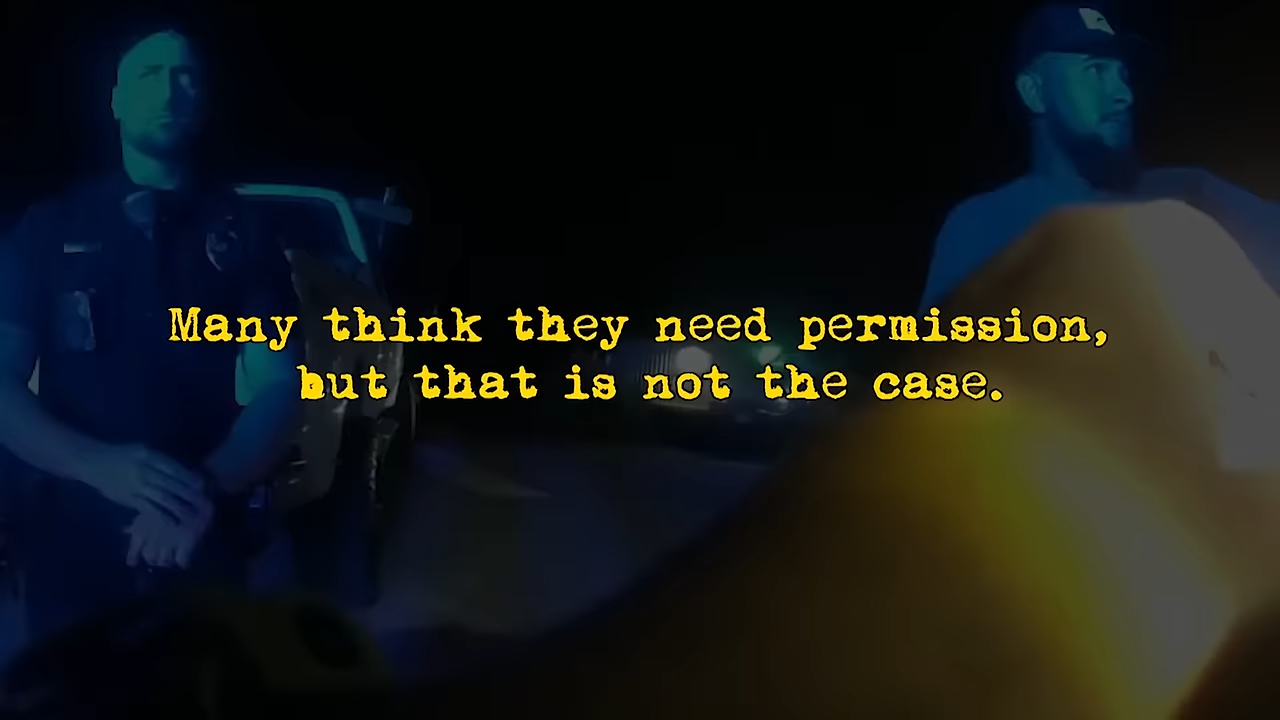 Many think they need permission,
but that is not the case.